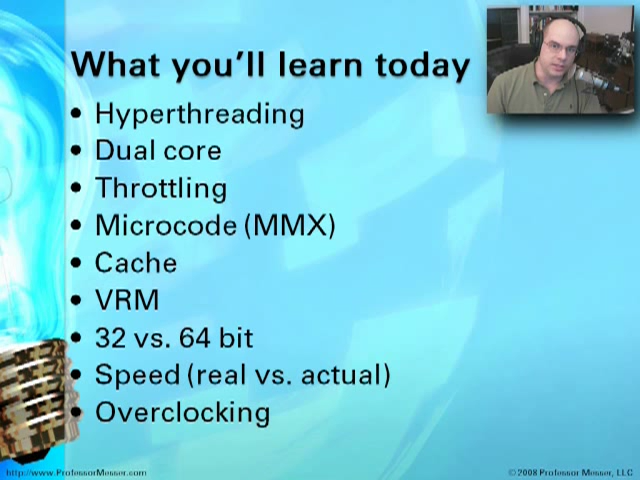 What you'll learn today
• Hyperthreading
• Dual core
• Throttling
• Microcode (MMX)
• Cache
• VRM
• 32 vs. 64 bit
• Speed (real vs. actual)
• Overclocking
http://www.ProfessorMesser.com
© 2008 Professor Messer, LLC